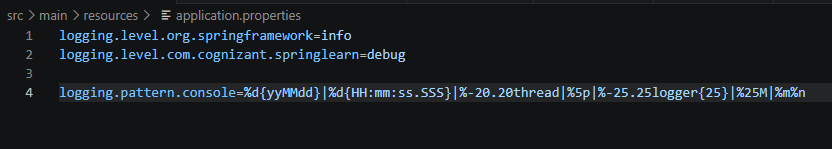 src > main > resources > application.properties
1 logging.level.org.springframework=info
2 logging.level.com.cognizant.springlearn=debug
3
4 logging.pattern.console=%d{yyMMdd}|%d{HH:mm:ss.SSS}|%-20.20thread|%5p|%-25.25logger{25}|%25M|%m%n